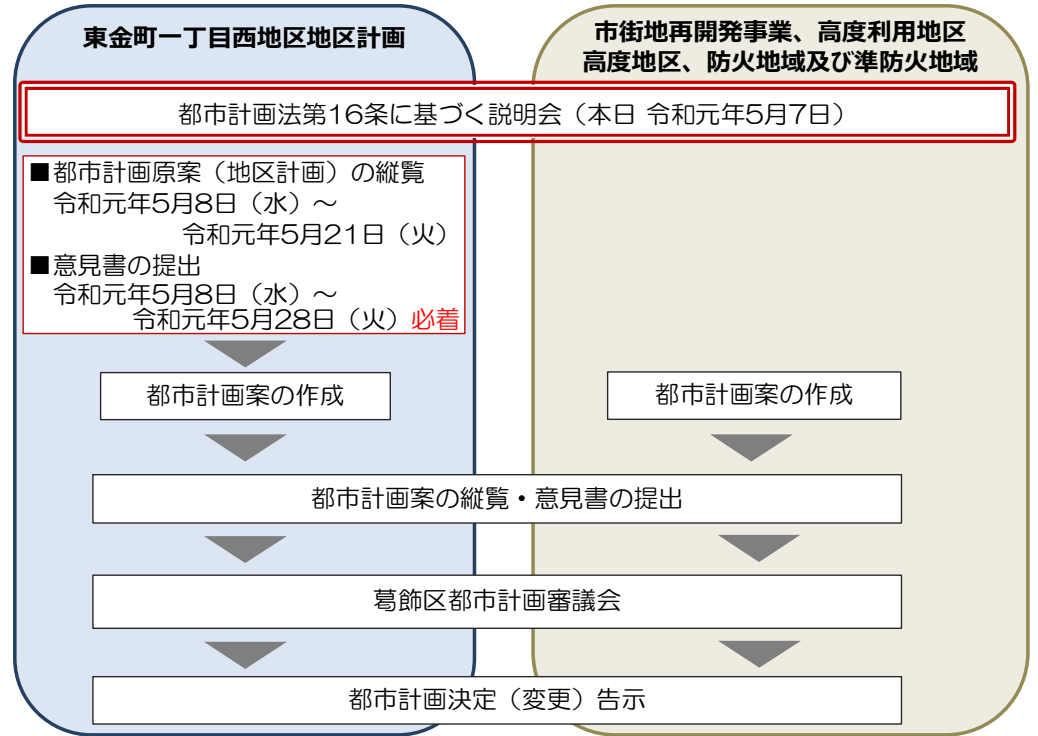 東金町一丁目西地区地区計画
市街地再開発事業、高度利用地区
高度地区、防火地域及び準防火地域
都市計画法第16条に基づく説明会（本日 令和元年5月7日）
■都市計画原案（地区計画）の縦覧
令和元年5月8日（水）～
令和元年5月21日（火）
■意見書の提出
令和元年5月8日（水）～
令和元年5月28日（火）必着
都市計画案の作成
都市計画案の作成
都市計画案の縦覧・意見書の提出
葛飾区都市計画審議会
都市計画決定（変更）告示